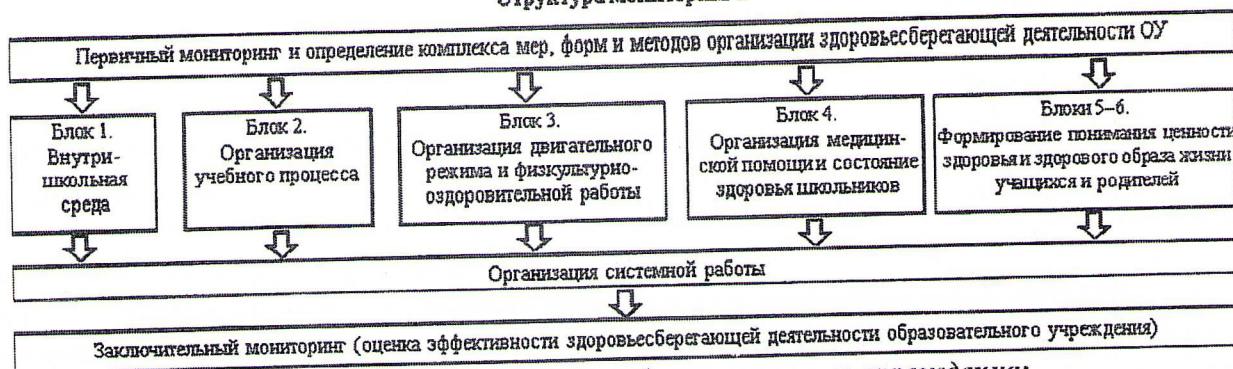 Структура
Первичный мониторинг и определение комплекса мер, форм и методов организации здоровьесберегающей деятельности ОУ
Блок 1.
Внутри-
школьная
среда
Блок 2.
Организация
учебного процесса
Блок 3.
Организация двигательного
режима и физкультурно-
оздоровительной работы
Блок 4.
Организация медицин-
ской помощи и состояние
здоровья школьников
Блоки 5–6.
Формирование понимания ценности
здоровья и здорового образа жизни
учащихся и родителей
Организация системной работы
Заключительный мониторинг (оценка эффективности здоровьесберегающей деятельности образовательного учреждения)